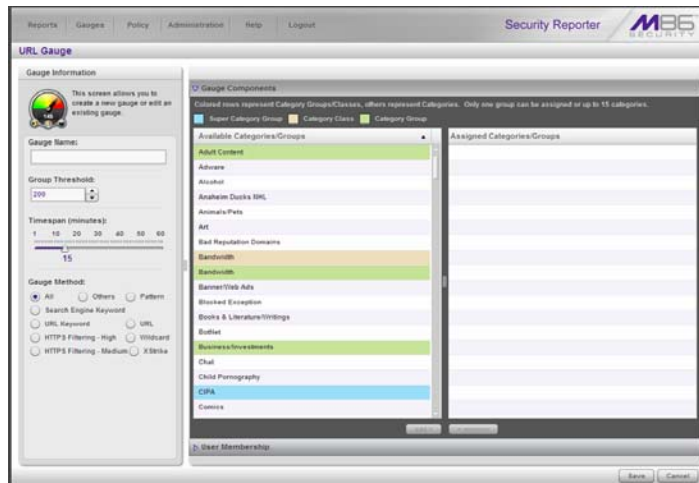 Reports Gauges Policy Administration Help Logout
Security Reporter
M86
SECURITY
URL Gauge
Gauge Information
This screen allows you to
create a new gauge or edit an
existing gauge.
Gauge Name:
Group Threshold:
200
Timespan (minutes):
1 10 20 30 40 50 60
15
Gauge Method:
All Others Pattern
Search Engine Keyword
URL Keyword URL
HTTPS Filtering - High Wildcard
HTTPS Filtering - Medium XStrike
Gauge Components
Colored rows represent Category Groups/Classes, others represent Categories. Only one group can be assigned or up to 15 categories.
Super Category Group Category Class Category Group
Available Categories/Groups
Adult Content
Adware
Alcohol
Anaheim Ducks NHL
Animals/Pets
Art
Bad Reputation Domains
Bandwidth
Bandwidth
Banner/Web Ads
Blocked Exception
Books & Literature/Writings
BotNet
Business/Investments
Chat
Child Pornography
CIPA
Comics
Assigned Categories/Groups
User Membership
Save Cancel